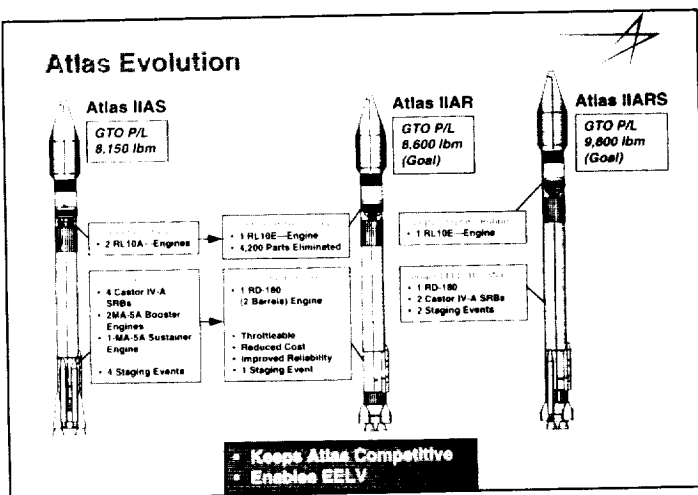 Atlas Evolution
Atlas IIAS
GTO P/L
8,150 lbm
Atlas IIAR
GTO P/L
8,600 lbm
(Goal)
Atlas IIARS
GTO P/L
9,800 lbm
(Goal)
• 2 RL10A—Engines
• 1 RL10E—Engine
• 4,200 Parts Eliminated
• 1 RL10E—Engine
• 4 Castor IV-A
SRBs
• 2MA-5A Booster
Engines
• 1-MA-5A Sustainer
Engine
• 4 Staging Events
• 1 RD-180
(2 Barrels) Engine
• Throttleable
• Reduced Cost
• Improved Reliability
• 1 Staging Event
• 1 RD-180
• 2 Castor IV-A SRBs
• 2 Staging Events
• Keeps Atlas Competitive
• Enables EELV